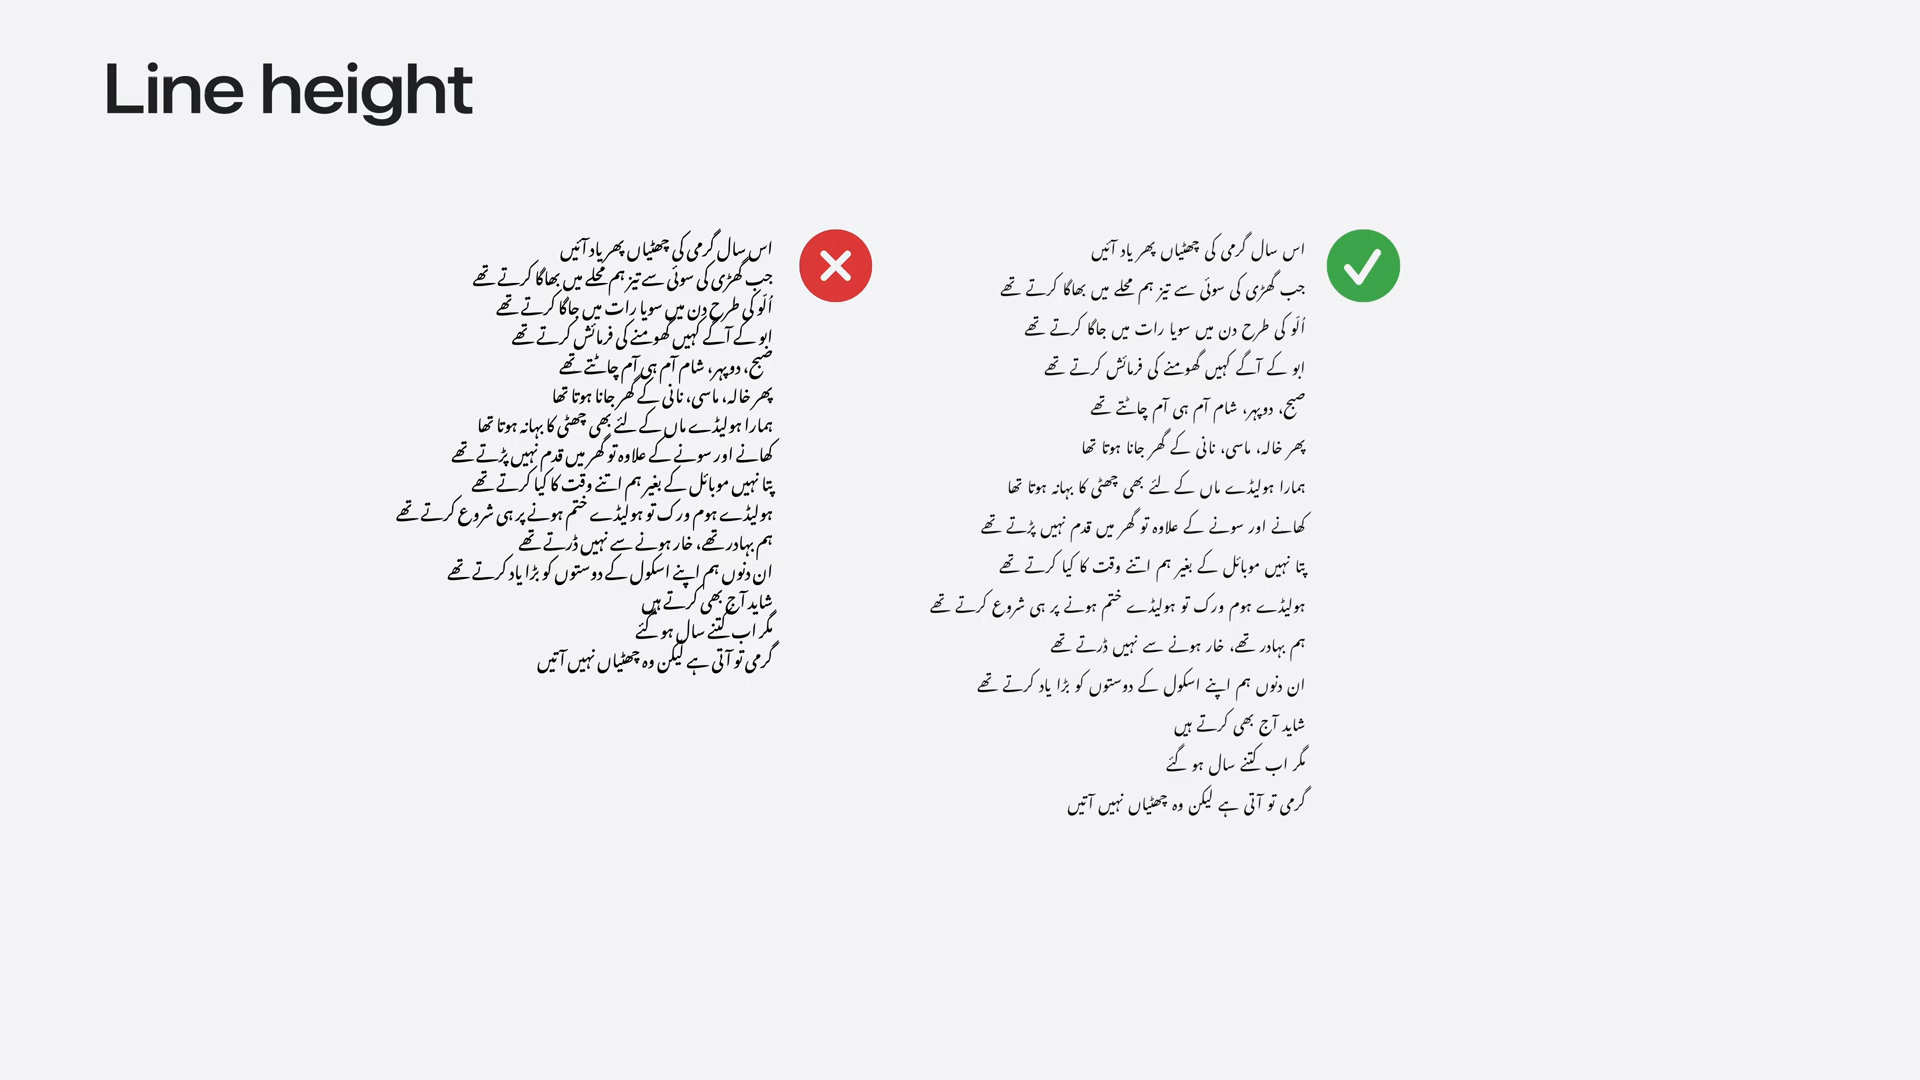 Line height
اس سال گرمی کی چھٹیاں پھر یاد آئیں
جب گھڑی کی سوئی سے تیز ہم محلے میں بھاگا کرتے تھے
اُلّو کی طرح دن میں سویا رات میں جاگا کرتے تھے
ابو کے آگے کہیں گھومنے کی فرمائش کرتے تھے
صبح، دوپہر، شام آم ہی آم چاٹتے تھے
پھر خالہ، ماسی، نانی کے گھر جانا ہوتا تھا
ہمارا ہولیڈے ماں کے لئے بھی چھٹی کا بہانہ ہوتا تھا
کھانے اور سونے کے علاوہ تو گھر میں قدم نہیں پڑتے تھے
پتا نہیں موبائل کے بغیر ہم اتنے وقت کا کیا کرتے تھے
ہولیڈے ہوم ورک تو ہولیڈے ختم ہونے پر ہی شروع کرتے تھے
ہم بہادر تھے، خار ہونے سے نہیں ڈرتے تھے
ان دنوں ہم اپنے اسکول کے دوستوں کو بڑا یاد کرتے تھے
شاید آج بھی کرتے ہیں
مگر اب کتنے سال ہو گئے
گرمی تو آتی ہے لیکن وہ چھٹیاں نہیں آتیں
اس سال گرمی کی چھٹیاں پھر یاد آئیں
جب گھڑی کی سوئی سے تیز ہم محلے میں بھاگا کرتے تھے
اُلّو کی طرح دن میں سویا رات میں جاگا کرتے تھے
ابو کے آگے کہیں گھومنے کی فرمائش کرتے تھے
صبح، دوپہر، شام آم ہی آم چاٹتے تھے
پھر خالہ، ماسی، نانی کے گھر جانا ہوتا تھا
ہمارا ہولیڈے ماں کے لئے بھی چھٹی کا بہانہ ہوتا تھا
کھانے اور سونے کے علاوہ تو گھر میں قدم نہیں پڑتے تھے
پتا نہیں موبائل کے بغیر ہم اتنے وقت کا کیا کرتے تھے
ہولیڈے ہوم ورک تو ہولیڈے ختم ہونے پر ہی شروع کرتے تھے
ہم بہادر تھے، خار ہونے سے نہیں ڈرتے تھے
ان دنوں ہم اپنے اسکول کے دوستوں کو بڑا یاد کرتے تھے
شاید آج بھی کرتے ہیں
مگر اب کتنے سال ہو گئے
گرمی تو آتی ہے لیکن وہ چھٹیاں نہیں آتیں